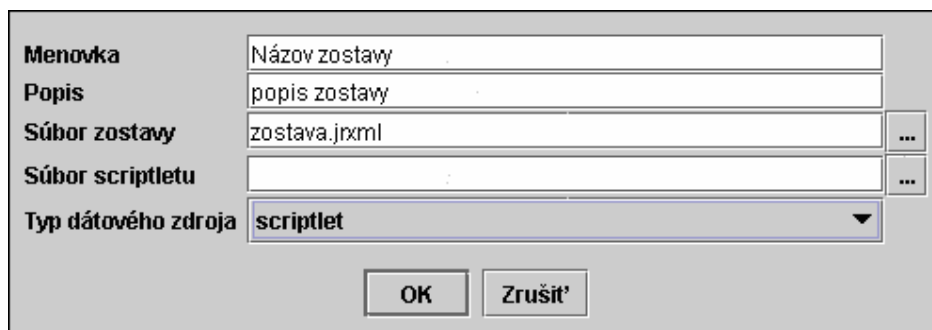 Menovka Názov zostavy
Popis popis zostavy
Súbor zostavy zostava.jrxml ...
Súbor scriptletu ...
Typ dátového zdroja scriptlet
OK Zrušiť